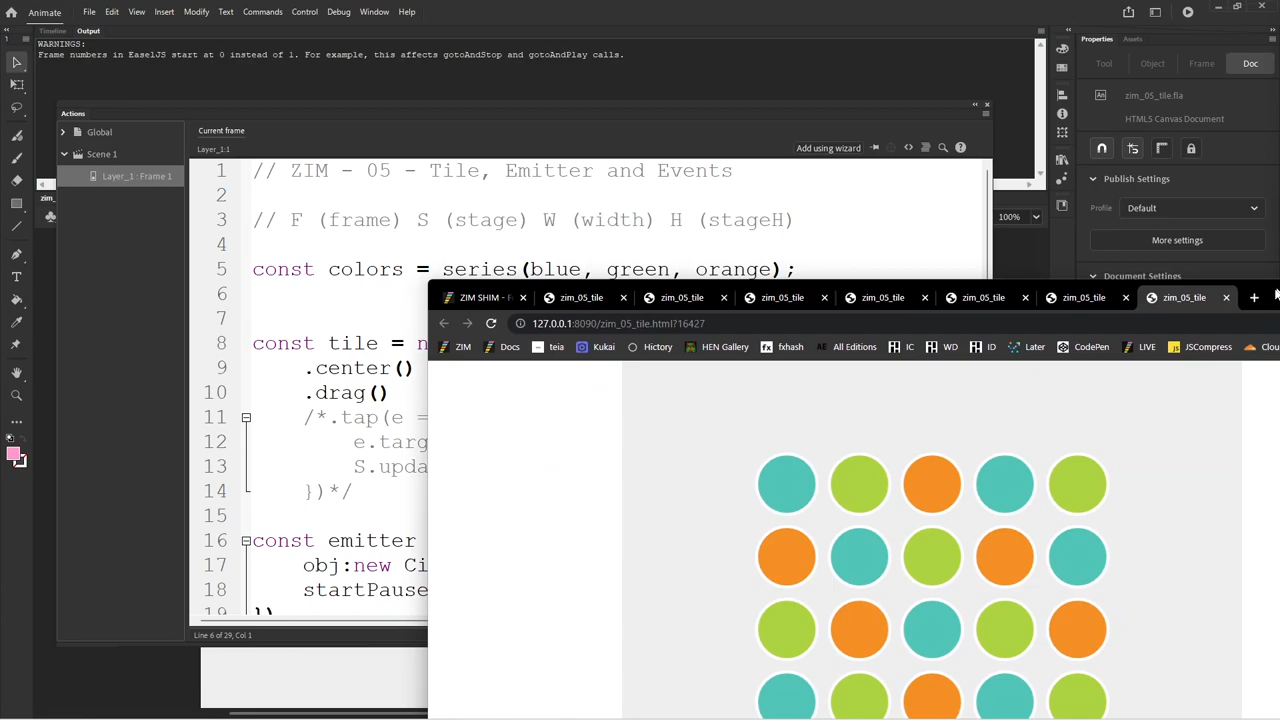 Animate File Edit View Insert Modify Text Commands Control Debug Window Help
Timeline Output
WARNINGS:
Frame numbers in EaselJS start at 0 instead of 1. For example, this affects gotoAndStop and gotoAndPlay calls.
Properties Assets
Tool Object Frame Doc
An zim_05_tile.fla
HTML5 Canvas Document
Publish Settings
Profile Default
More settings
Document Settings
100%
Actions
Global
Scene 1
Layer_1 : Frame 1
Current frame
Layer_1:1
Add using wizard
1 // ZIM - 05 - Tile, Emitter and Events
2
3 // F (frame) S (stage) W (width) H (stageH)
4
5 const colors = series(blue, green, orange);
6
7
8 const tile = n
9 .center()
10 .drag()
11 /*.tap(e =
12 e.targ
13 S.upda
14 })*/
15
16 const emitter
17 obj:new Ci
18 startPause
19 })
Line 6 of 29, Col 1
ZIM SHIM - F zim_05_tile zim_05_tile zim_05_tile zim_05_tile zim_05_tile zim_05_tile zim_05_tile
127.0.0.1:8090/zim_05_tile.html?16427
ZIM Docs teia Kukai Hictory HEN Gallery fx fxhash AE All Editions IC WD ID Later CodePen LIVE JS JSCompress Clou